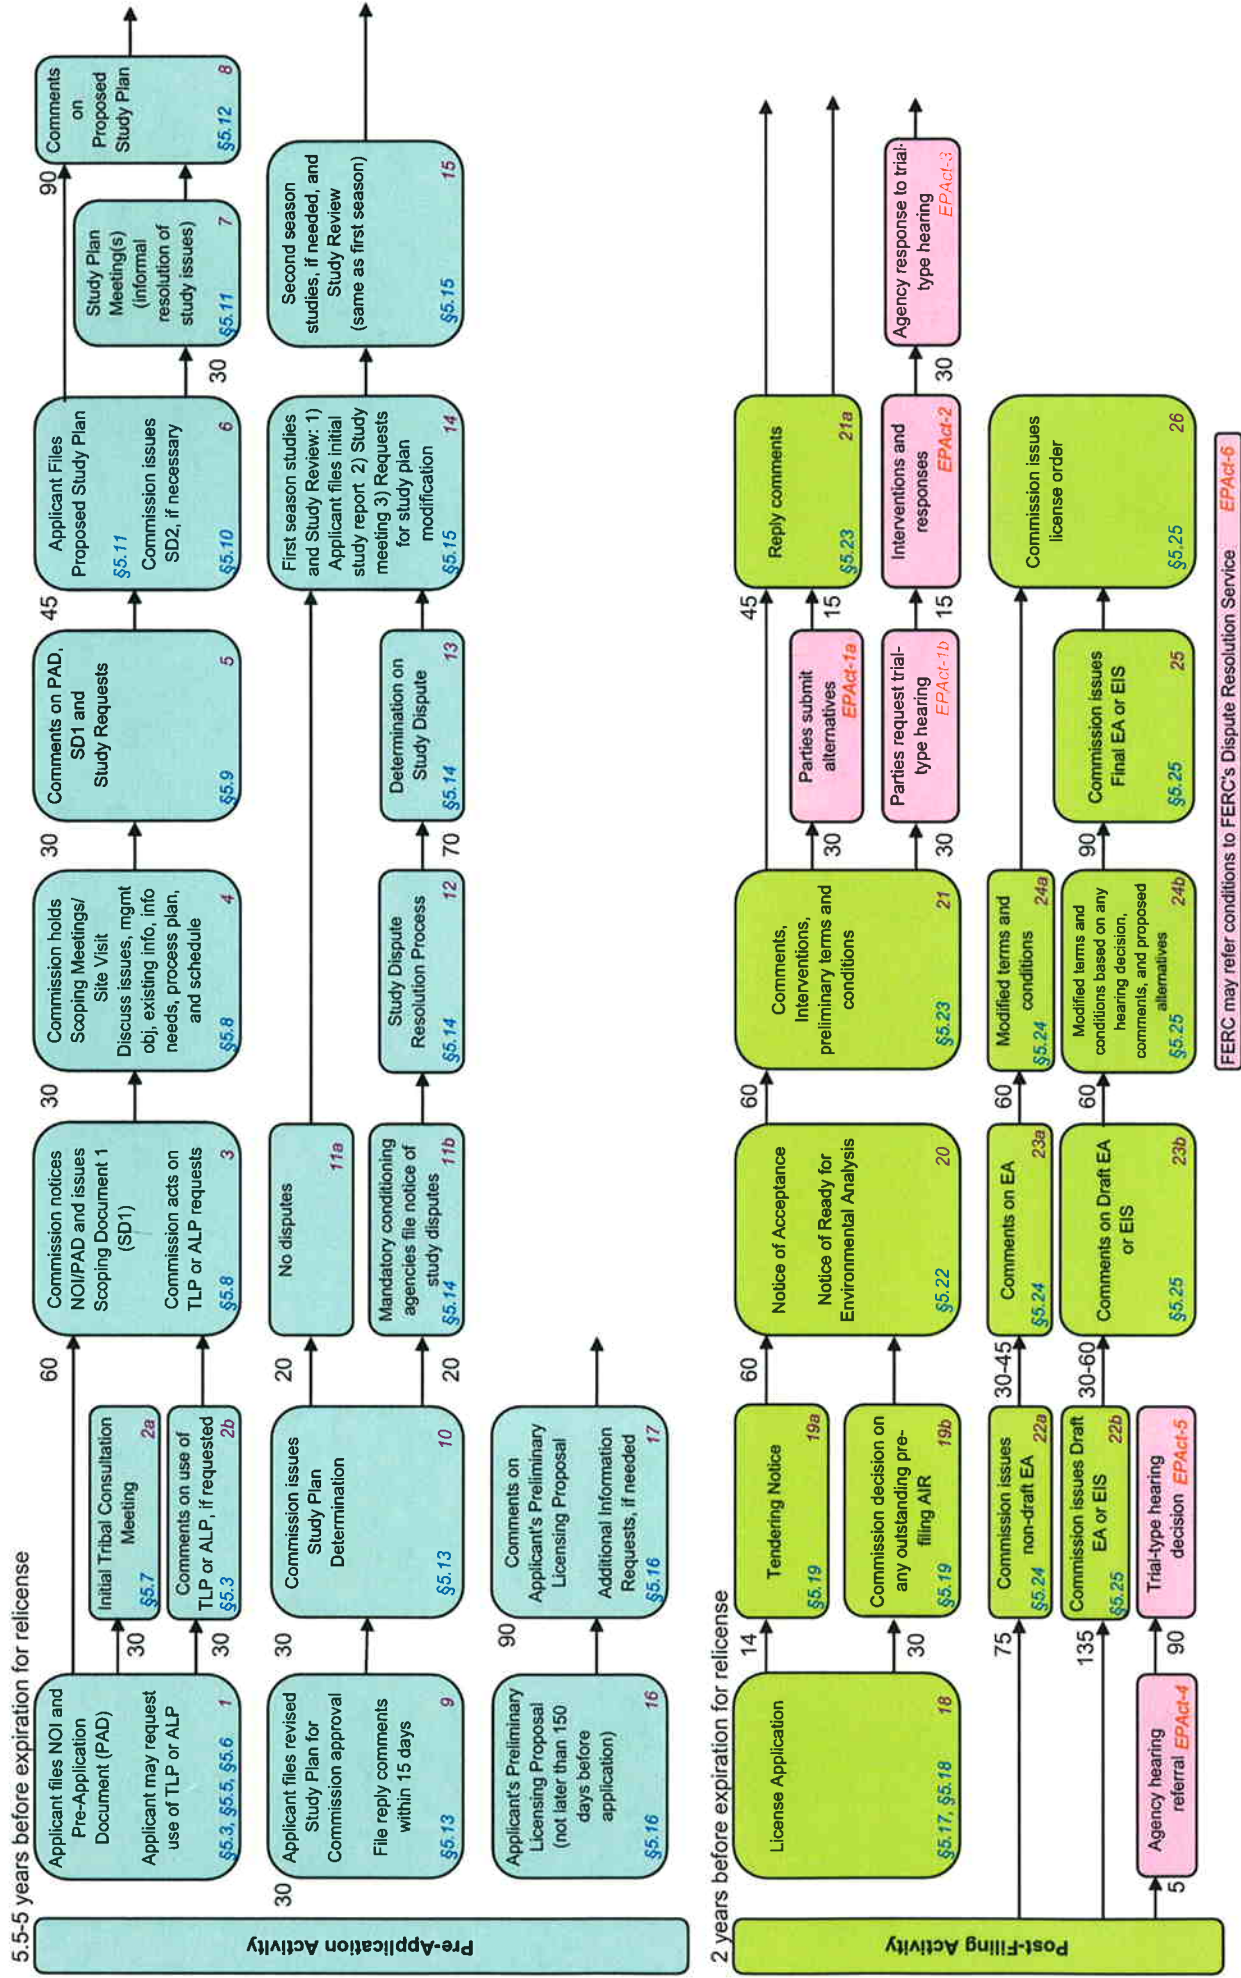 5.5-5 years before expiration for relicense
Pre-Application Activity
Applicant files NOI and
Pre-Application
Document (PAD)
Applicant may request
use of TLP or ALP
§5.3, §5.5, §5.6 1
30
Initial Tribal Consultation
Meeting
§5.7 2a
30
Comments on use of
TLP or ALP, if requested
§5.3 2b
60
Commission notices
NOI/PAD and issues
Scoping Document 1
(SD1)
Commission acts on
TLP or ALP requests
§5.8 3
30
Commission holds
Scoping Meetings/
Site Visit
Discuss issues, mgmt
obj, existing info, info
needs, process plan,
and schedule
§5.8 4
30
Comments on PAD,
SD1 and
Study Requests
§5.9 5
45
Applicant Files
Proposed Study Plan
§5.11
Commission issues
SD2, if necessary
§5.10 6
30
Study Plan
Meeting(s)
(informal
resolution of
study issues)
§5.11 7
90
Comments
on
Proposed
Study Plan
§5.12 8
30
Applicant files revised
Study Plan for
Commission approval
File reply comments
within 15 days
§5.13 9
30
Commission issues
Study Plan
Determination
§5.13 10
20
No disputes
11a
20
Mandatory conditioning
agencies file notice of
study disputes
§5.14 11b
Study Dispute
Resolution Process
§5.14 12
70
Determination on
Study Dispute
§5.14 13
First season studies
and Study Review: 1)
Applicant files initial
study report 2) Study
meeting 3) Requests
for study plan
modification
§5.15 14
Second season
studies, if needed, and
Study Review
(same as first season)
§5.15 15
Applicant's Preliminary
Licensing Proposal
(not later than 150
days before
application)
§5.16 16
90
Comments on
Applicant's Preliminary
Licensing Proposal
Additional Information
Requests, if needed
§5.16 17
2 years before expiration for relicense
Post-Filing Activity
License Application
§5.17, §5.18 18
14
Tendering Notice
§5.19 19a
30
Commission decision on
any outstanding pre-
filing AIR
§5.19 19b
60
Notice of Acceptance
Notice of Ready for
Environmental Analysis
§5.22 20
60
Comments,
Interventions,
preliminary terms and
conditions
§5.23 21
30
Parties submit
alternatives
EPAct-1a
30
Parties request trial-
type hearing
EPAct-1b
45
15
Reply comments
§5.23 21a
15
Interventions and
responses
EPAct-2
30
Agency response to trial-
type hearing
EPAct-3
75
Commission issues
non-draft EA
§5.24 22a
30-45
Comments on EA
§5.24 23a
60
Modified terms and
conditions
§5.24 24a
135
Commission issues Draft
EA or EIS
§5.25 22b
30-60
Comments on Draft EA
or EIS
§5.25 23b
60
Modified terms and
conditions based on any
hearing decision,
comments, and proposed
alternatives
§5.25 24b
90
Commission issues
Final EA or EIS
§5.25 25
Commission issues
license order
§5.25 26
5
Agency hearing
referral EPAct-4
90
Trial-type hearing
decision EPAct-5
FERC may refer conditions to FERC's Dispute Resolution Service EPAct-6